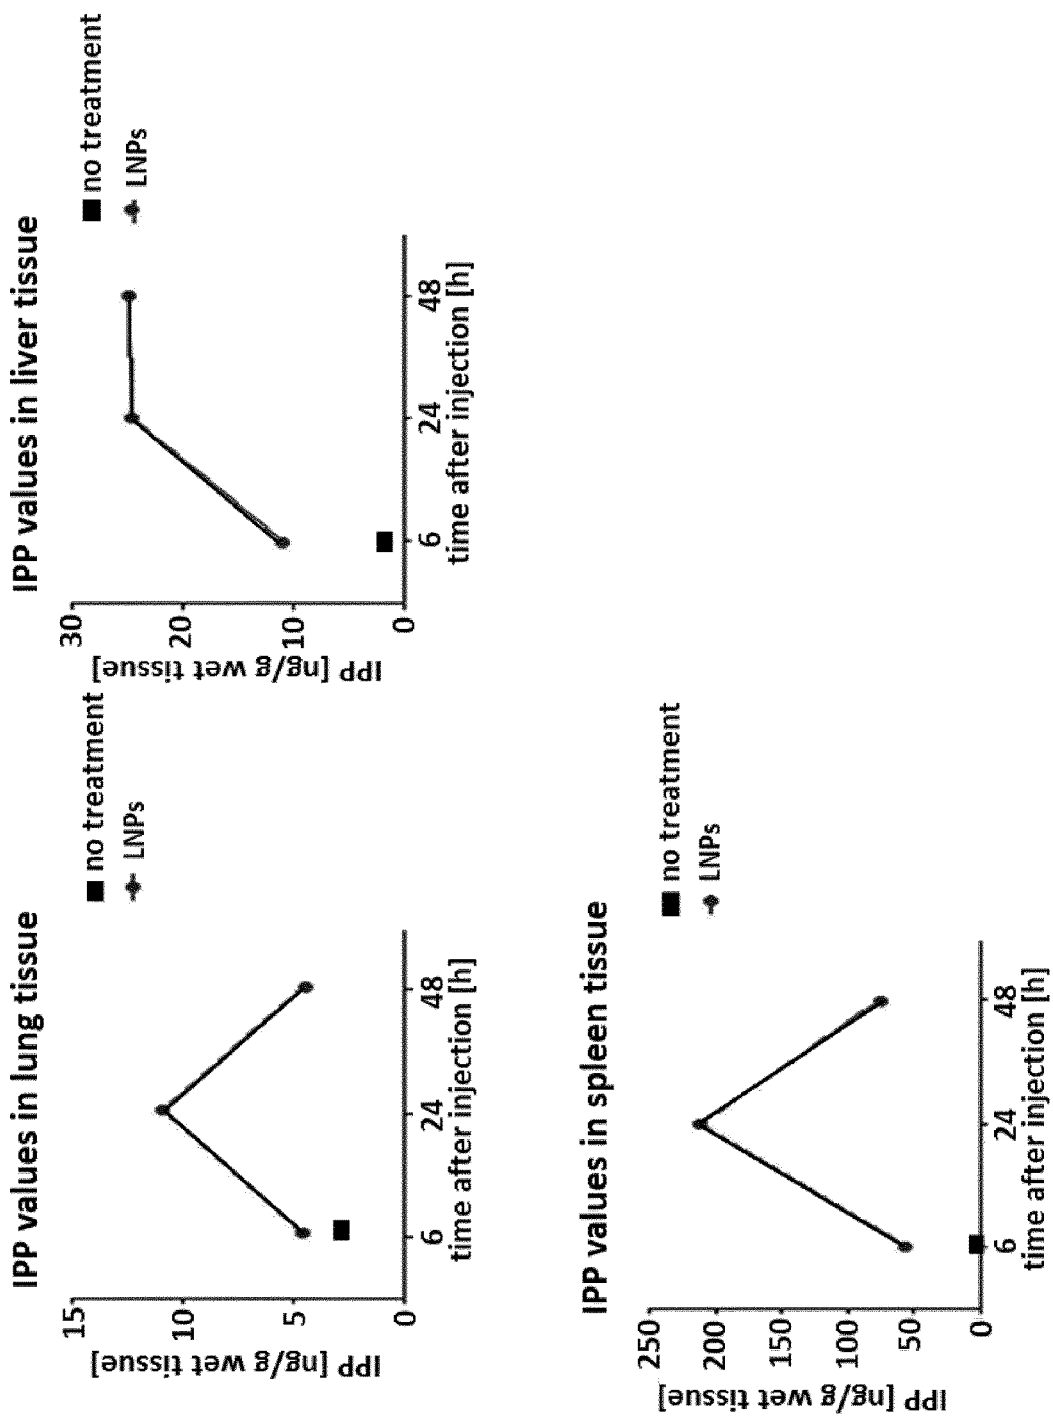 IPP values in lung tissue
IPP [ng/g wet tissue]
15
10
5
0
6
24
48
time after injection [h]
no treatment
LNPs
IPP values in liver tissue
IPP [ng/g wet tissue]
30
20
10
0
6
24
48
time after injection [h]
no treatment
LNPs
IPP values in spleen tissue
IPP [ng/g wet tissue]
250
200
150
100
50
0
6
24
48
time after injection [h]
no treatment
LNPs